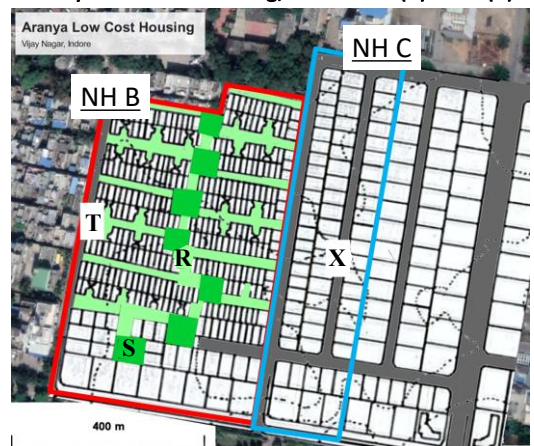 Aranya Low Cost Housing
Vijay Nagar, Indore
NH C
NH B
T
R
X
S
400 m